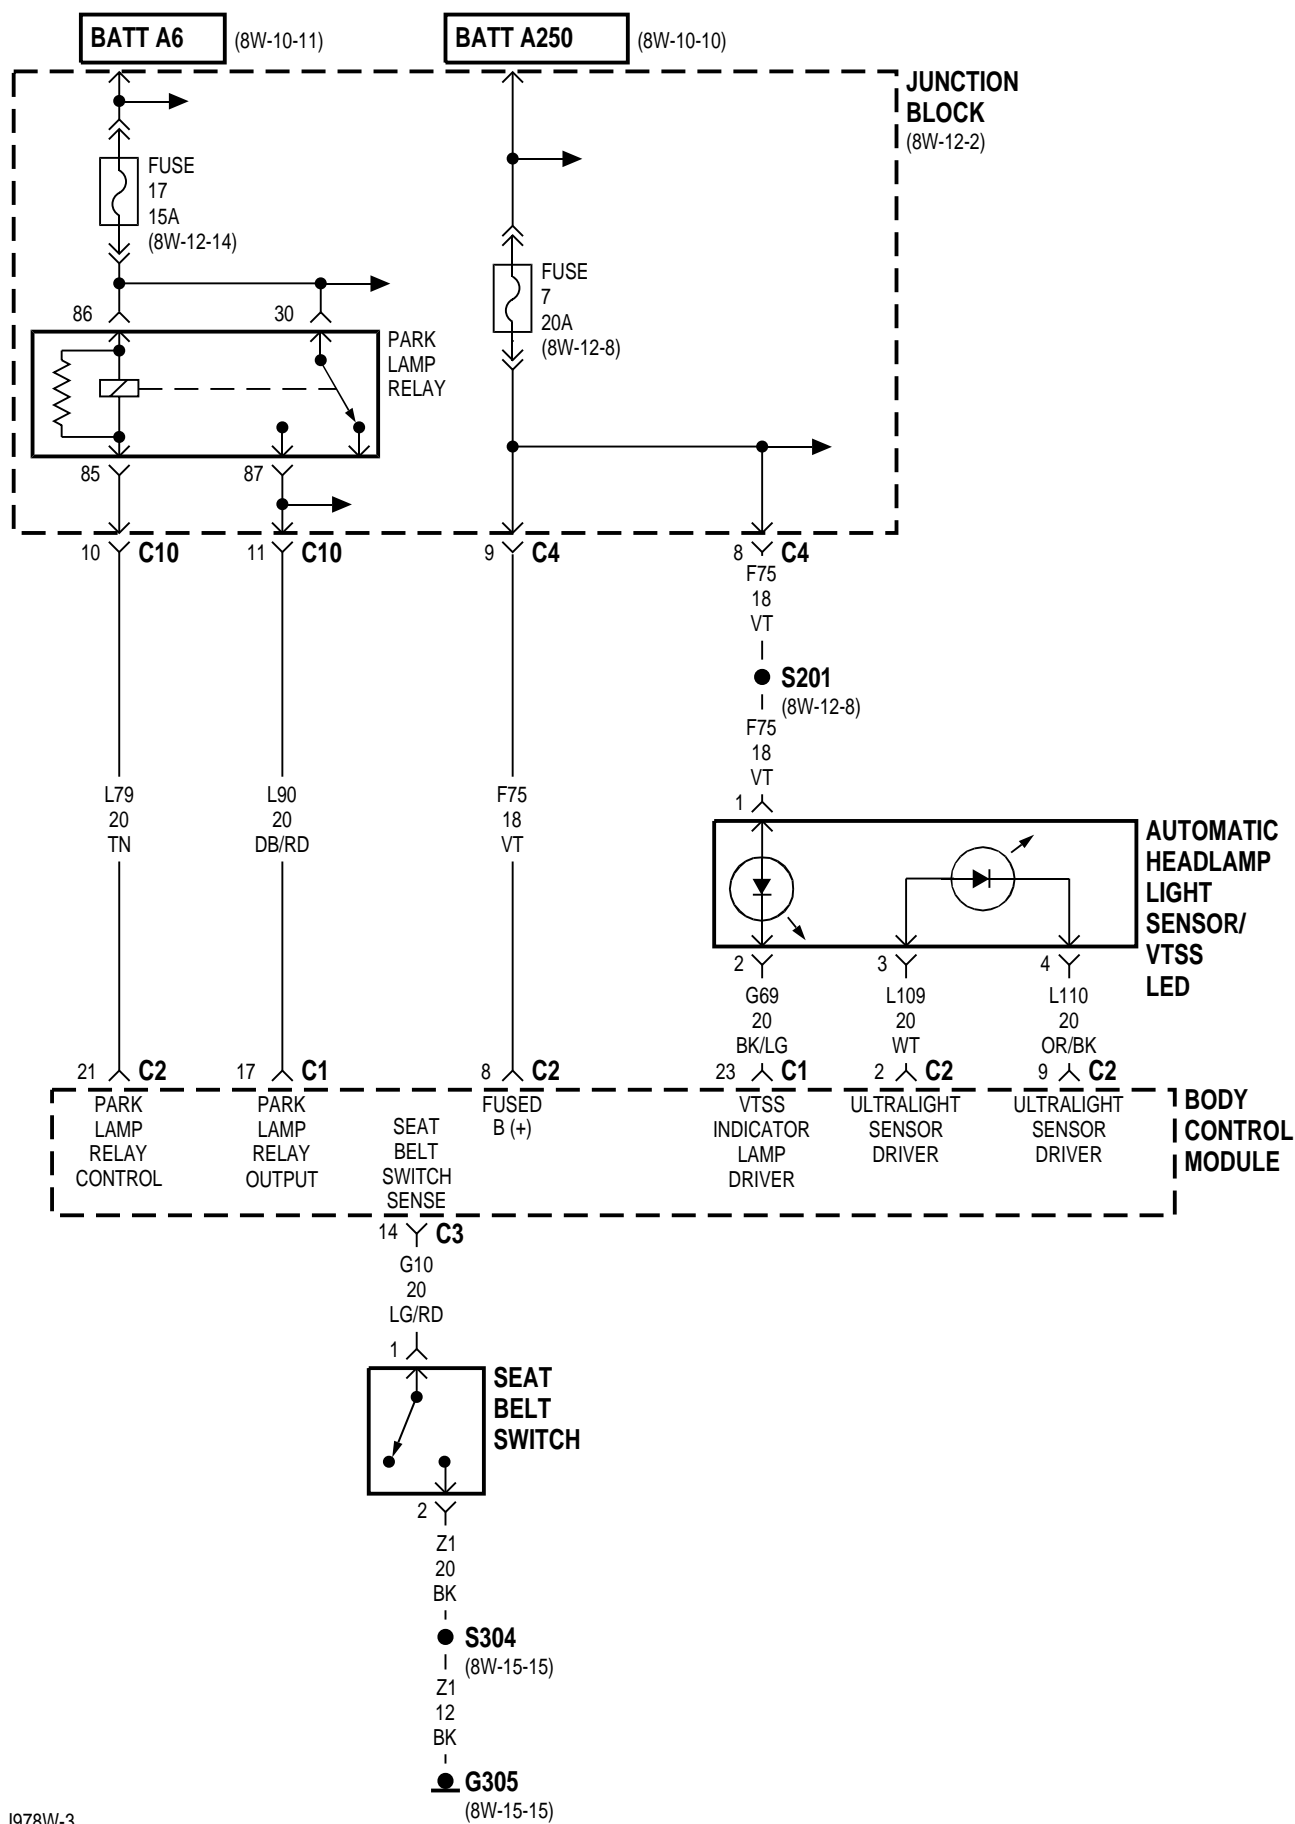 BATT A6 (8W-10-11)
BATT A250 (8W-10-10)
JUNCTION
BLOCK
(8W-12-2)
FUSE
17
15A
(8W-12-14)
FUSE
7
20A
(8W-12-8)
86
30
PARK
LAMP
RELAY
85
87
10 C10
11 C10
9 C4
8 C4
F75
18
VT
S201
(8W-12-8)
F75
18
VT
L79
20
TN
L90
20
DB/RD
F75
18
VT
1
AUTOMATIC
HEADLAMP
LIGHT
SENSOR/
VTSS
LED
2
3
4
G69
20
BK/LG
L109
20
WT
L110
20
OR/BK
21 C2
17 C1
8 C2
23 C1
2 C2
9 C2
PARK
LAMP
RELAY
CONTROL
PARK
LAMP
RELAY
OUTPUT
SEAT
BELT
SWITCH
SENSE
FUSED
B (+)
VTSS
INDICATOR
LAMP
DRIVER
ULTRALIGHT
SENSOR
DRIVER
ULTRALIGHT
SENSOR
DRIVER
BODY
CONTROL
MODULE
14 C3
G10
20
LG/RD
1
SEAT
BELT
SWITCH
2
Z1
20
BK
S304
(8W-15-15)
Z1
12
BK
G305
(8W-15-15)
J978W-3